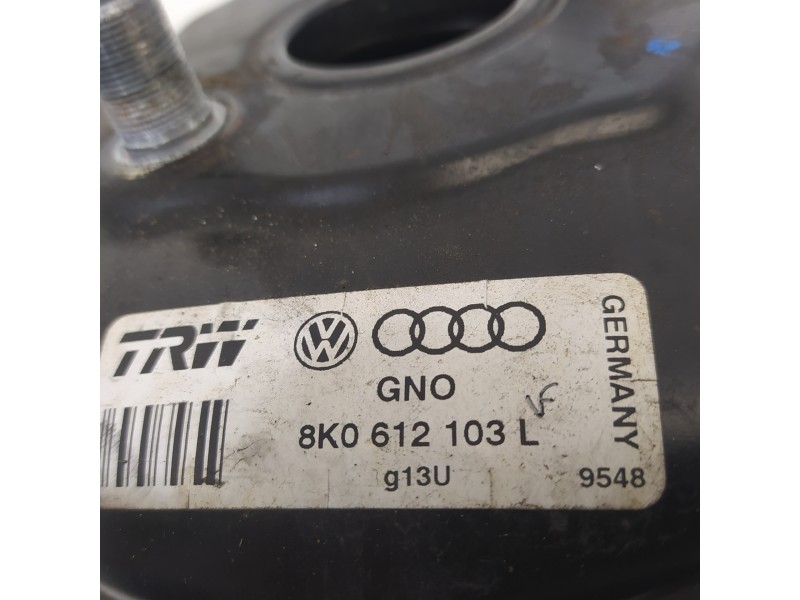 TRW
GNO
8K0 612 103 L
g13U
GERMANY
9548